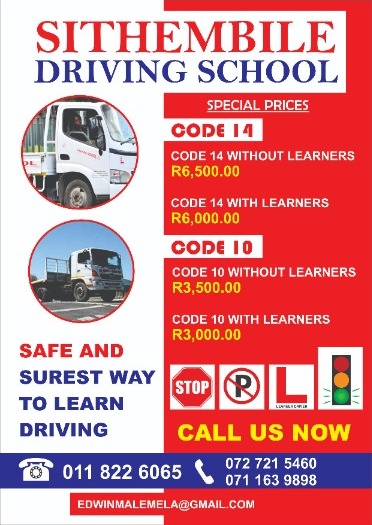 SITHEMBILE
DRIVING SCHOOL
SPECIAL PRICES
CODE 14
CODE 14 WITHOUT LEARNERS
R6,500.00
CODE 14 WITH LEARNERS
R6,000.00
CODE 10
CODE 10 WITHOUT LEARNERS
R3,500.00
CODE 10 WITH LEARNERS
R3,000.00
SAFE AND
SUREST WAY
TO LEARN
DRIVING
STOP
P
L
LEARNER DRIVER
CALL US NOW
011 822 6065
072 721 5460
071 163 9898
EDWINMALEMELA@GMAIL.COM